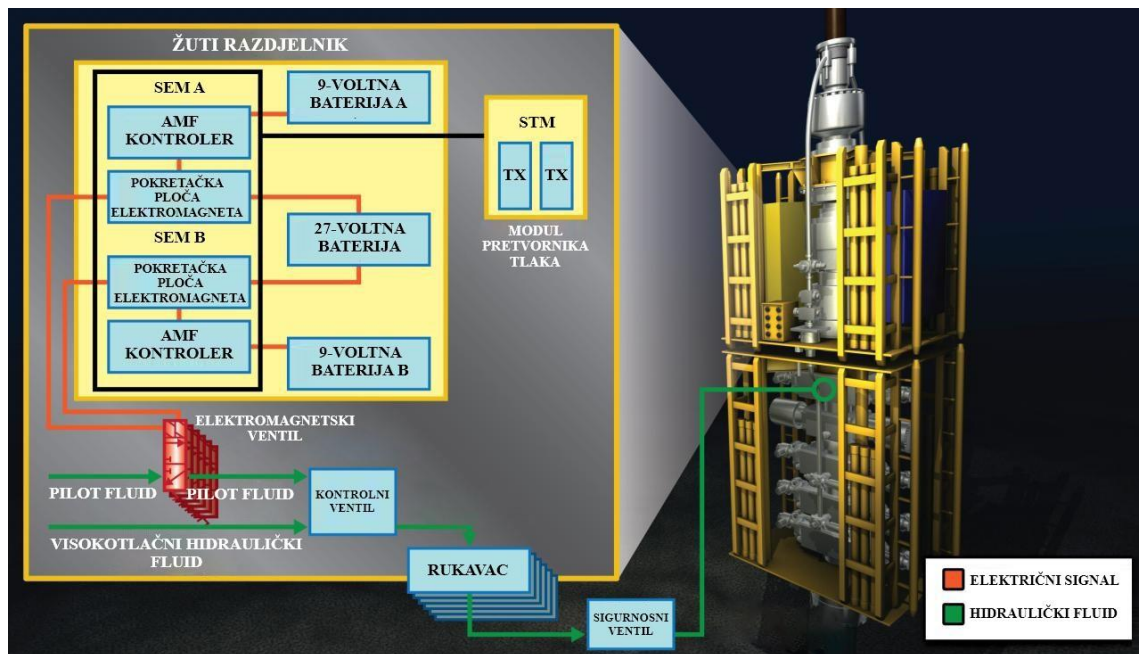 ŽUTI RAZDJELNIK
SEM A
AMF
KONTROLER
POKRETAČKA
PLOČA
ELEKTROMAGNETA
SEM B
POKRETAČKA
PLOČA
ELEKTROMAGNETA
AMF
KONTROLER
9-VOLTNA
BATERIJA A
27-VOLTNA
BATERIJA
9-VOLTNA
BATERIJA B
STM
TX
TX
MODUL
PRETVORNIKA
TLAKA
ELEKTROMAGNETSKI
VENTIL
PILOT FLUID
PILOT FLUID
KONTROLNI
VENTIL
VISOKOTLAČNI HIDRAULIČKI
FLUID
RUKAVAC
SIGURNOSNI
VENTIL
ELEKTRIČNI SIGNAL
HIDRAULIČKI FLUID